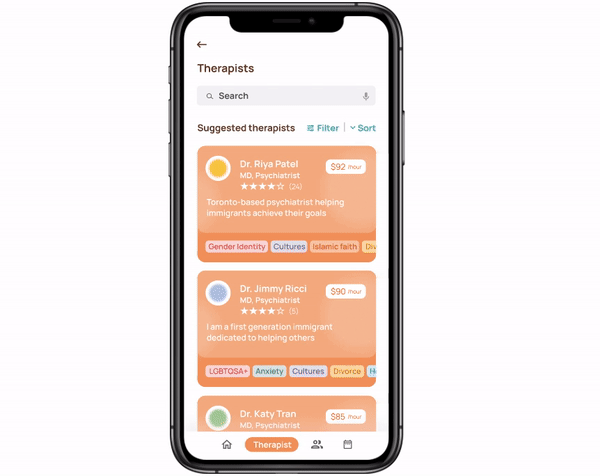 Therapists
Search
Suggested therapists Filter | Sort
Dr. Riya Patel
$92 /hour
MD, Psychiatrist
(24)
Toronto-based psychiatrist helping
immigrants achieve their goals
Gender Identity Cultures Islamic faith Div
Dr. Jimmy Ricci
$90 /hour
MD, Psychiatrist
(5)
I am a first generation immigrant
dedicated to helping others
LGBTQSA+ Anxiety Cultures Divorce He
Dr. Katy Tran
$85 /hour
MD, Psychiatrist
Therapist